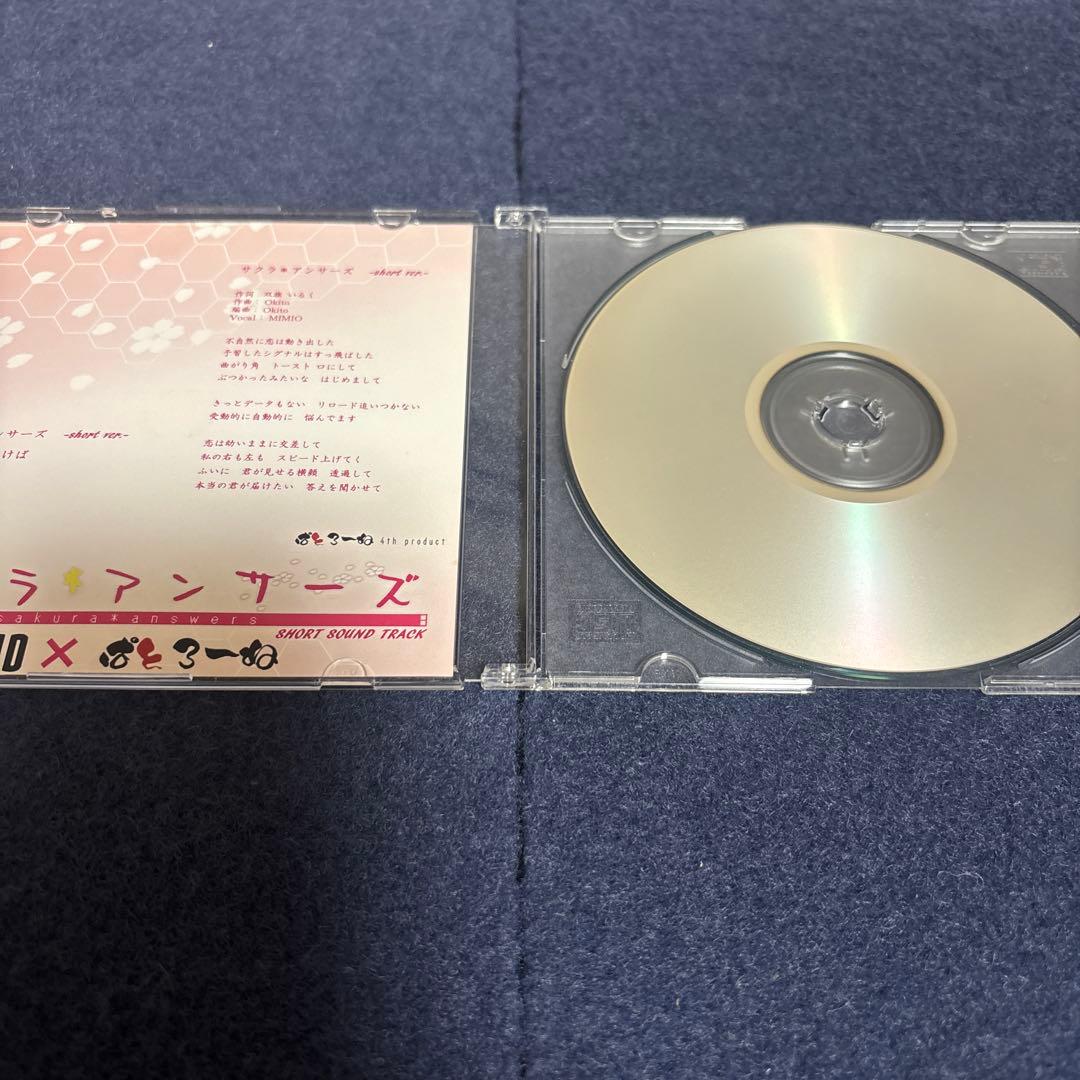 サクラ*アンサーズ -short ver.-
作詞
いるく
作曲：Okito
編曲：Okito
Vocal：MIMIO
不自然に恋は動き出した
予習したシグナルはすっ飛ばした
曲がり角 トースト 口にして
ぶつかったみたいな はじめまして
きっとデータもない リロード追いつかない
受動的に自動的に 悩んでます
恋は幼いままに交差して
私の右も左も スピード上げてく
ふいに 君が見せる横顔 透過して
本当の君が届けたい 答えを聞かせて
ンサーズ -short ver.-
けば
ぱとろーね 4th product
ラ*アンサーズ
sakura*answers
SHORT SOUND TRACK
× ぱとろーね